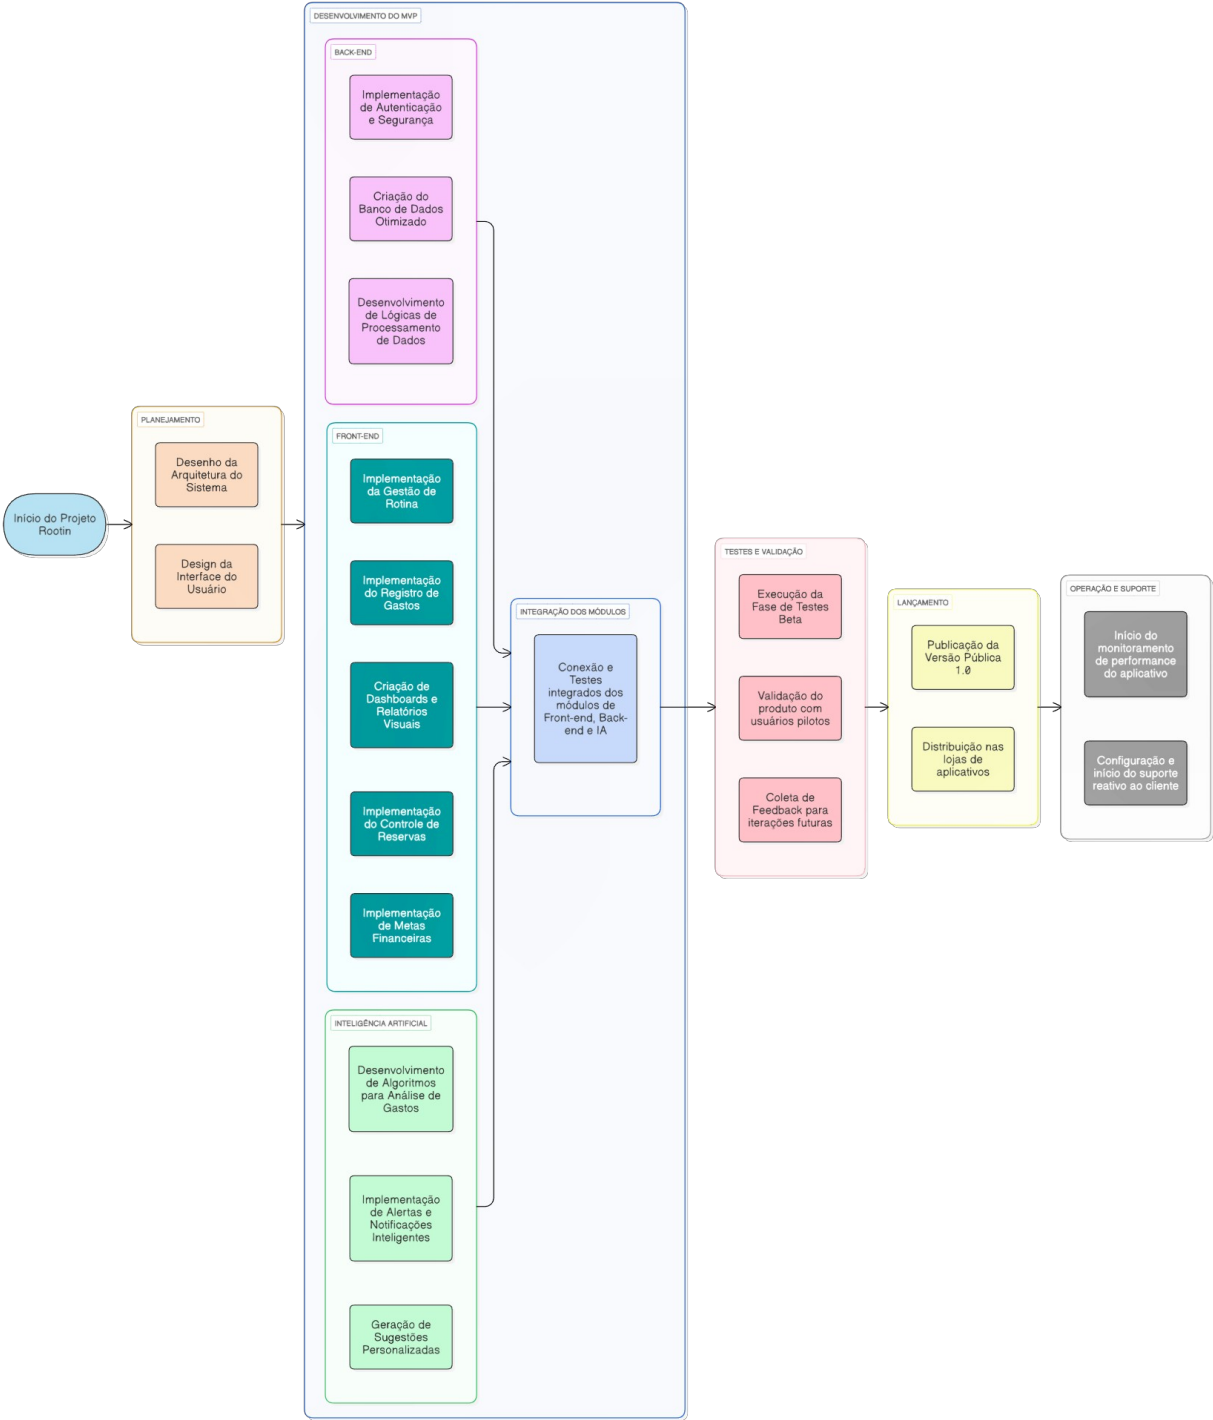 DESENVOLVIMENTO DO MVP
BACK-END
Implementação
de Autenticação
e Segurança
Criação do
Banco de Dados
Otimizado
Desenvolvimento
de Lógicas de
Processamento
de Dados
PLANEJAMENTO
Desenho da
Arquitetura do
Sistema
Design da
Interface do
Usuário
Início do Projeto
Rootin
FRONT-END
Implementação
da Gestão de
Rotina
Implementação
do Registro de
Gastos
Criação de
Dashboards e
Relatórios
Visuais
Implementação
do Controle de
Reservas
Implementação
de Metas
Financeiras
INTELIGÊNCIA ARTIFICIAL
Desenvolvimento
de Algoritmos
para Análise de
Gastos
Implementação
de Alertas e
Notificações
Inteligentes
Geração de
Sugestões
Personalizadas
INTEGRAÇÃO DOS MÓDULOS
Conexão e
Testes
integrados dos
módulos de
Front-end, Back-
end e IA
TESTES E VALIDAÇÃO
Execução da
Fase de Testes
Beta
Validação do
produto com
usuários pilotos
Coleta de
Feedback para
iterações futuras
LANÇAMENTO
Publicação da
Versão Pública
1.0
Distribuição nas
lojas de
aplicativos
OPERAÇÃO E SUPORTE
Início do
monitoramento
de performance
do aplicativo
Configuração e
início do suporte
reativo ao cliente